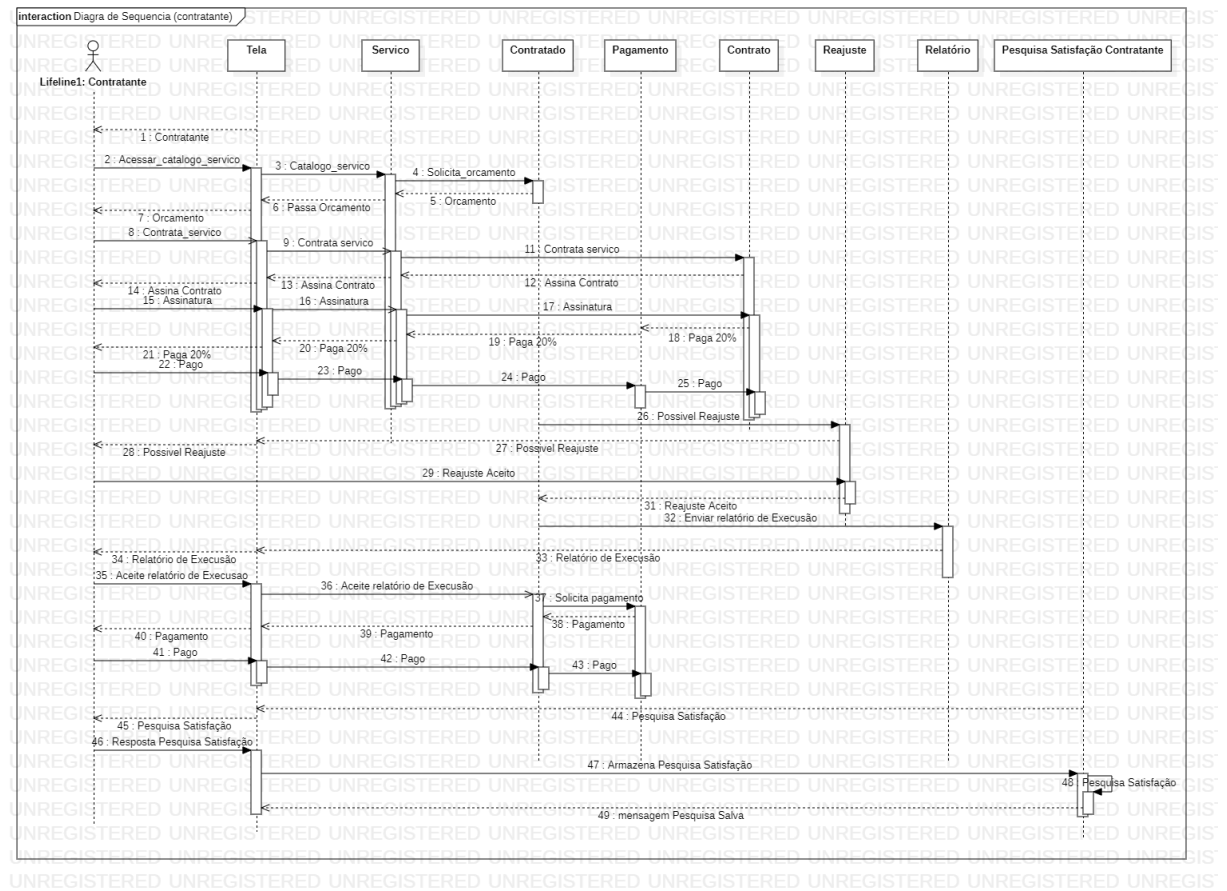 interaction Diagra de Sequencia (contratante)
Lifeline1: Contratante
Tela
Servico
Contratado
Pagamento
Contrato
Reajuste
Relatório
Pesquisa Satisfação Contratante
1 : Contratante
2 : Acessar_catalogo_servico
3 : Catalogo_servico
4 : Solicita_orcamento
5 : Orcamento
6 : Passa Orcamento
7 : Orcamento
8 : Contrata_servico
9 : Contrata servico
11 : Contrata servico
12 : Assina Contrato
13 : Assina Contrato
14 : Assina Contrato
15 : Assinatura
16 : Assinatura
17 : Assinatura
18 : Paga 20%
19 : Paga 20%
20 : Paga 20%
21 : Paga 20%
22 : Pago
23 : Pago
24 : Pago
25 : Pago
26 : Possivel Reajuste
27 : Possivel Reajuste
28 : Possivel Reajuste
29 : Reajuste Aceito
31 : Reajuste Aceito
32 : Enviar relatório de Execusão
33 : Relatório de Execusão
34 : Relatório de Execusão
35 : Aceite relatório de Execusao
36 : Aceite relatório de Execusão
37 : Solicita pagamento
38 : Pagamento
39 : Pagamento
40 : Pagamento
41 : Pago
42 : Pago
43 : Pago
44 : Pesquisa Satisfação
45 : Pesquisa Satisfação
46 : Resposta Pesquisa Satisfação
47 : Armazena Pesquisa Satisfação
48 : Pesquisa Satisfação
49 : mensagem Pesquisa Salva
UNREGISTERED